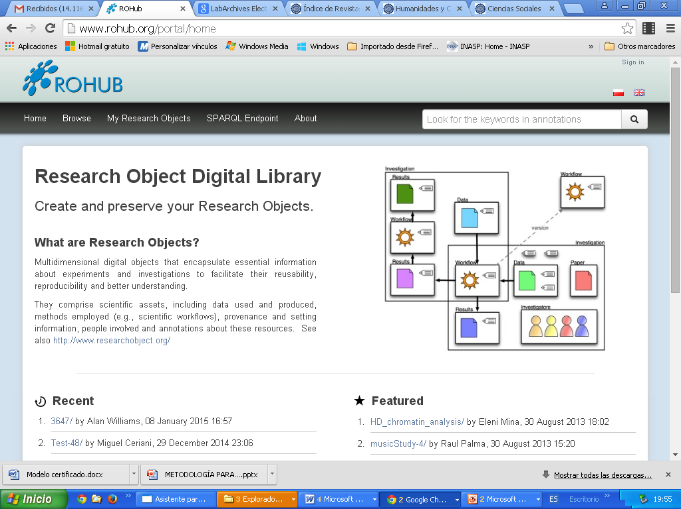 Recibidos (14.11
ROHub
LabArchives Elect
Índice de Revista
Humanidades y C
Ciencias Sociales
www.rohub.org/portal/home
Aplicaciones
Hotmail gratuito
Personalizar vínculos
Windows Media
Windows
Importado desde Firef...
INASP: Home - INASP
»
Otros marcadores
Sign in
ROHUB
Home
Browse
My Research Objects
SPARQL Endpoint
About
Look for the keywords in annotations
Research Object Digital Library
Create and preserve your Research Objects.
What are Research Objects?
Multidimensional digital objects that encapsulate essential information
about experiments and investigations to facilitate their reusability,
reproducibility and better understanding.
They comprise scientific assets, including data used and produced,
methods employed (e.g., scientific workflows), provenance and setting
information, people involved and annotations about these resources. See
also http://www.researchobject.org/
Investigation
Results
Workflow
Results
Data
Workflow
version
Investigation
Workflow
Data
Paper
Results
Investigators
Recent
1. 3647/ by Alan Williams, 08 January 2015 16:57
2. Test-48/ by Miguel Ceriani, 29 December 2014 23:06
Featured
1. HD_chromatin_analysis/ by Eleni Mina, 30 August 2013 18:02
2. musicStudy-4/ by Raul Palma, 30 August 2013 15:20
Modelo certificado.docx
METODOLOGÍA PARA....pptx
Mostrar todas las descargas...
Inicio
»
Asistente par...
3 Explorado...
4 Microsoft ...
2 Google Ch...
2 Microsoft ...
ES
Escritorio
»
19:55